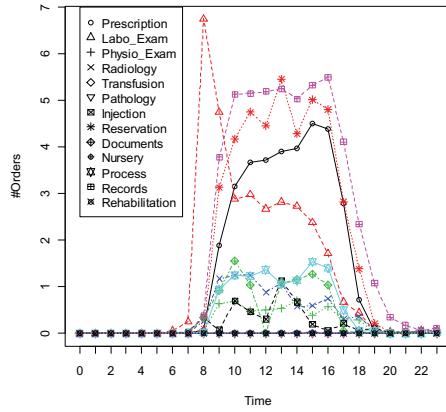 7
6
5
4
3
2
1
0
#Orders
Prescription
Labo_Exam
Physio_Exam
Radiology
Transfusion
Pathology
Injection
Reservation
Documents
Nursery
Process
Records
Rehabilitation
0 2 4 6 8 10 12 14 16 18 20 22
Time